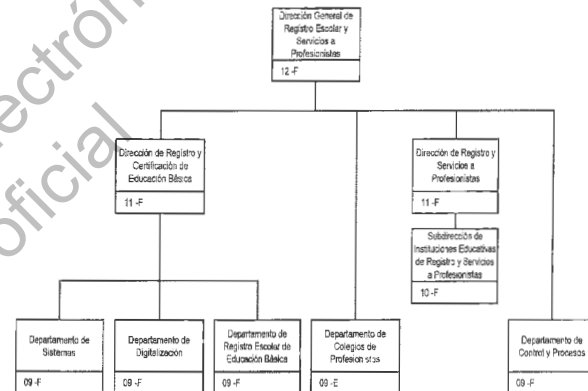 ectrón
oficial
Dirección General de
Registro Escolar y
Servicios a
Profesionistas
12 -F
Dirección de Registro y
Certificación de
Educación Básica
11 -F
Dirección de Registro y
Servicios a
Profesionistas
11 -F
Subdirección de
Instituciones Educativas
de Registro y Servicios
a Profesionistas
10 -F
Departamento de
Sistemas
09 -F
Departamento de
Digitalización
09 -F
Departamento de
Registro Escolar de
Educación Básica
09 -F
Departamento de
Colegios de
Profesionistas
09 -E
Departamento de
Control y Procesos
09 -F